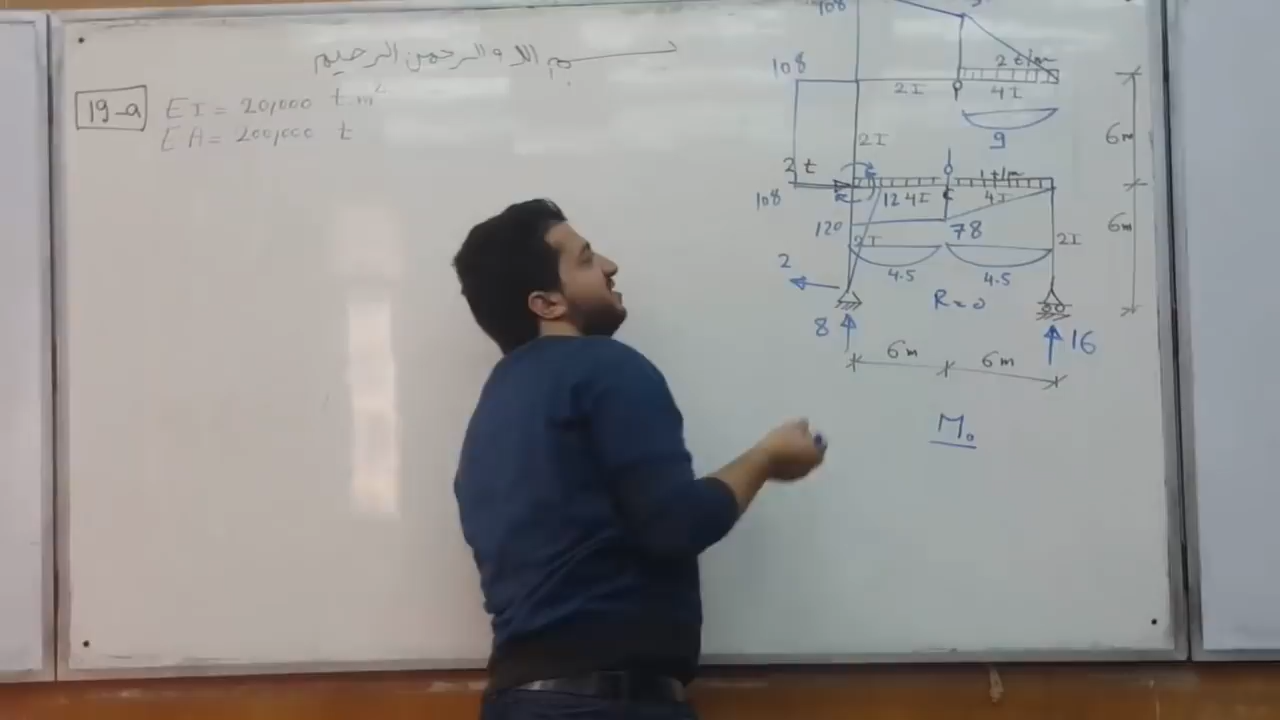 بسم الله الرحمن الرحيم
19-a
EI = 20,000 t m²
EA = 200,000 t
108
108
2 t/m
2I
4I
9
6m
2I
2 t
108
1 t/m
12
4I
4I
120
78
6m
2I
2I
4.5
4.5
2
R=0
8
16
6m
6m
M₀